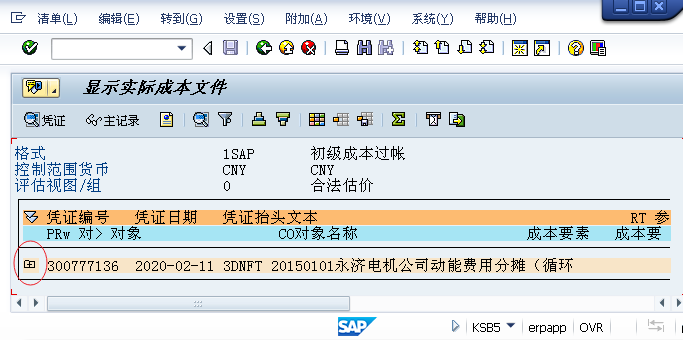 清单(L) 编辑(E) 转到(G) 设置(S) 附加(A) 环境(V) 系统(Y) 帮助(H)
显示实际成本文件
凭证 主记录
格式 1SAP 初级成本过帐
控制范围货币 CNY CNY
评估视图/组 0 合法估价
凭证编号 凭证日期 凭证抬头文本 RT 参
PRw 对> 对象 CO对象名称 成本要素 成本要
300777136 2020-02-11 3DNFT 20150101永济电机公司动能费用分摊（循环
SAP KSB5 erpapp OVR